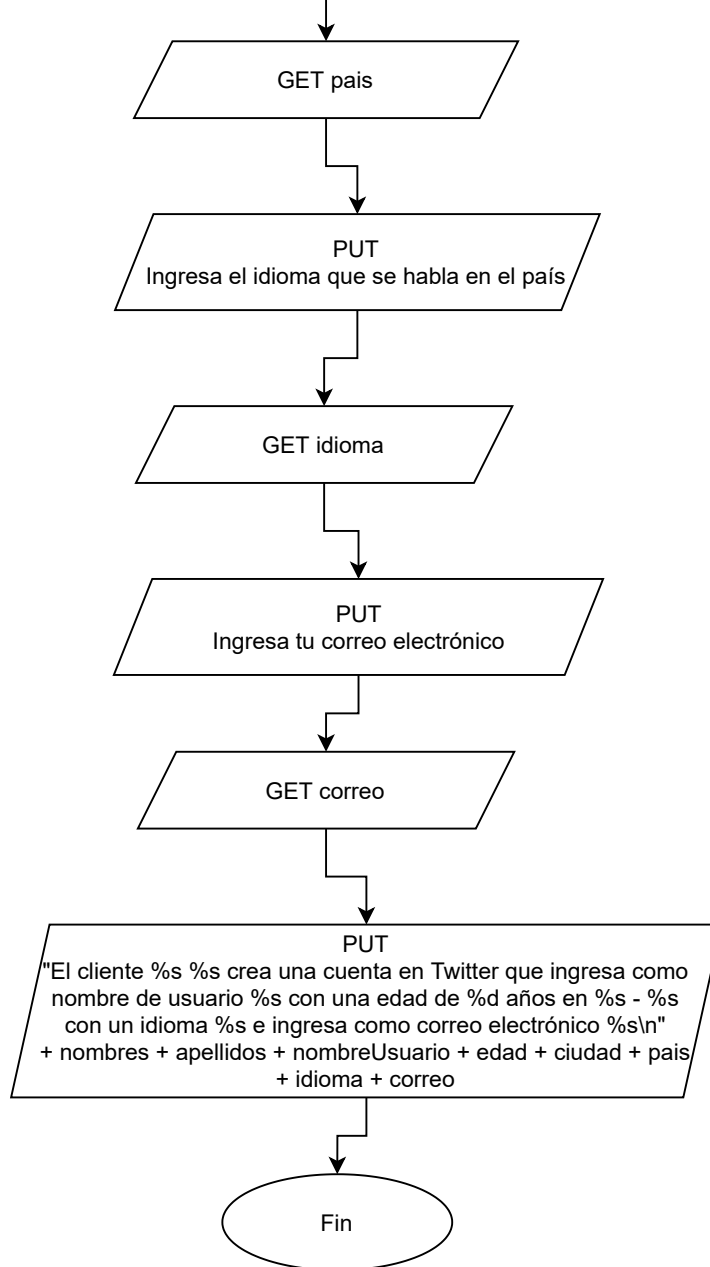 GET pais
PUT
Ingresa el idioma que se habla en el país
GET idioma
PUT
Ingresa tu correo electrónico
GET correo
PUT
"El cliente %s %s crea una cuenta en Twitter que ingresa como
nombre de usuario %s con una edad de %d años en %s - %s
con un idioma %s e ingresa como correo electrónico %s\n"
+ nombres + apellidos + nombreUsuario + edad + ciudad + pais
+ idioma + correo
Fin